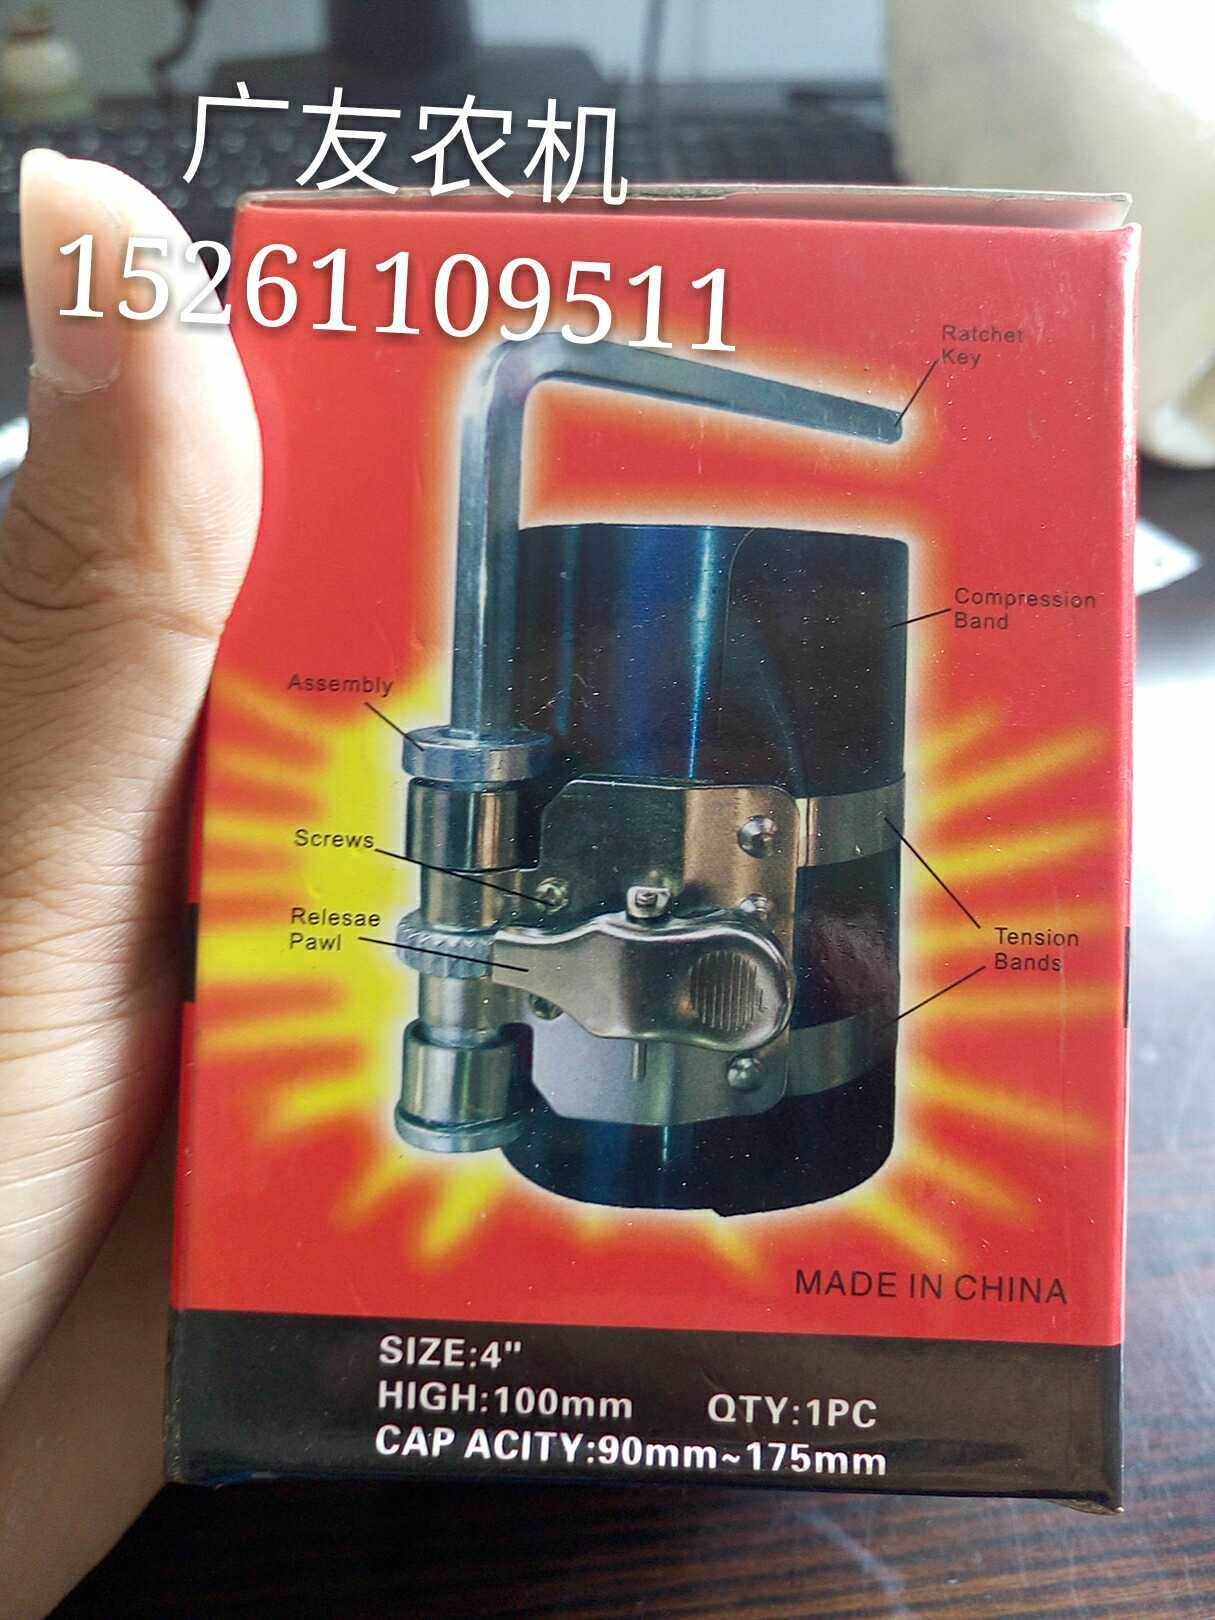 广友农机
15261109511
Ratchet
Key
Compression
Band
Assembly
Screws
Relesae
Pawl
Tension
Bands
MADE IN CHINA
SIZE:4"
HIGH:100mm QTY:1PC
CAP ACITY:90mm~175mm